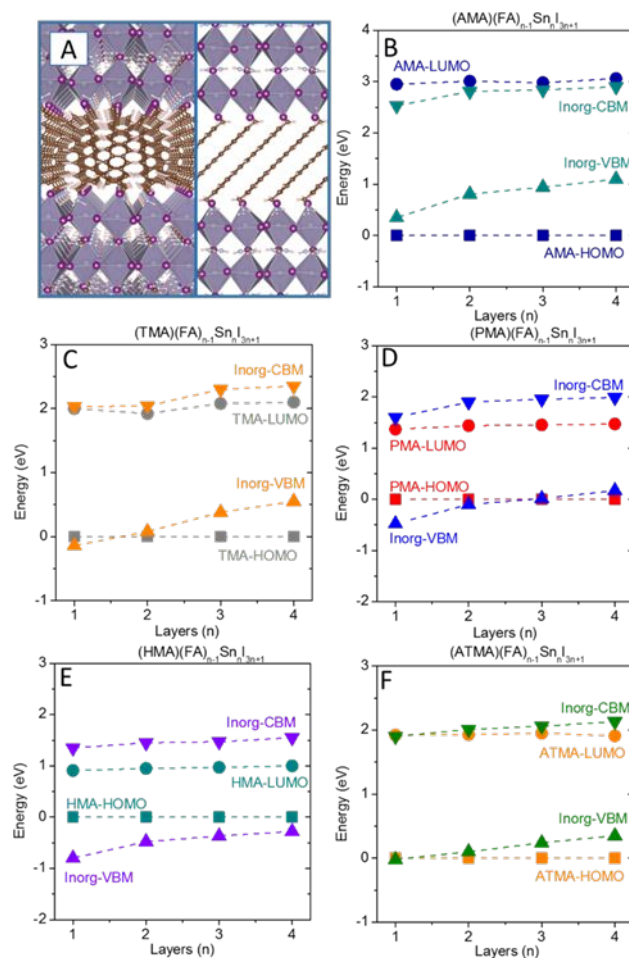 A
B
(AMA)(FA)n-1SnnI3n+1
AMA-LUMO
Inorg-CBM
Inorg-VBM
AMA-HOMO
Energy (eV)
4
3
2
1
0
-1
1 2 3 4
Layers (n)
C
(TMA)(FA)n-1SnnI3n+1
Inorg-CBM
TMA-LUMO
Inorg-VBM
TMA-HOMO
Energy (eV)
3
2
1
0
-1
1 2 3 4
Layers (n)
D
(PMA)(FA)n-1SnnI3n+1
Inorg-CBM
PMA-LUMO
PMA-HOMO
Inorg-VBM
Energy (eV)
3
2
1
0
-1
-2
1 2 3 4
Layers (n)
E
(HMA)(FA)n-1SnnI3n+1
Inorg-CBM
HMA-LUMO
HMA-HOMO
Inorg-VBM
Energy (eV)
3
2
1
0
-1
-2
1 2 3 4
Layers (n)
F
(ATMA)(FA)n-1SnnI3n+1
Inorg-CBM
ATMA-LUMO
Inorg-VBM
ATMA-HOMO
Energy (eV)
3
2
1
0
-1
1 2 3 4
Layers (n)